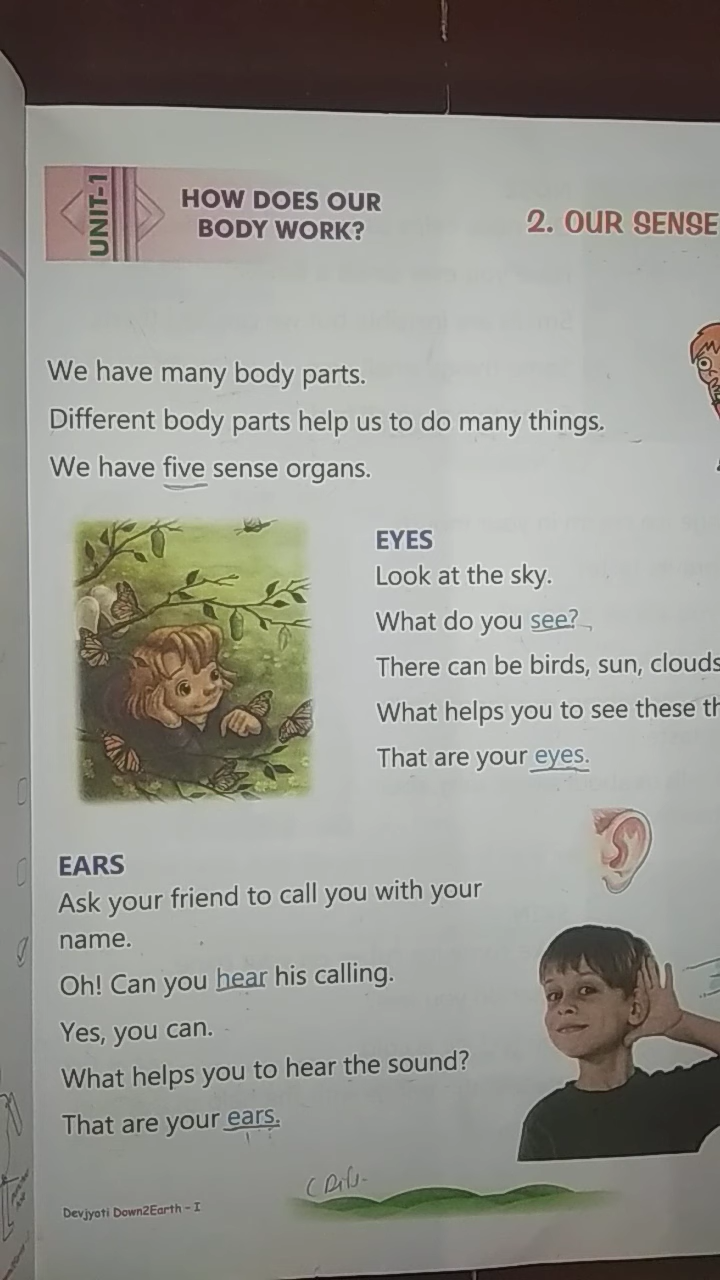 UNIT-1
HOW DOES OUR
BODY WORK?
2. OUR SENSE
We have many body parts.
Different body parts help us to do many things.
We have five sense organs.
EYES
Look at the sky.
What do you see?
There can be birds, sun, clouds
What helps you to see these
That are your eyes.
EARS
Ask your friend to call you with your
name.
Oh! Can you hear his calling.
Yes, you can.
What helps you to hear the sound?
That are your ears.
Devjyoti Down2Earth - I